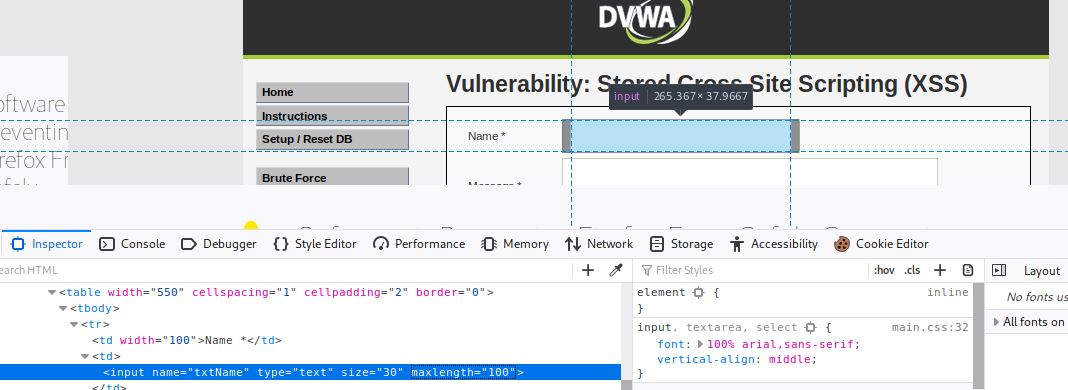 DVWA
Vulnerability: Stored Cross Site Scripting (XSS)
input 265.367 × 37.9667
Home
Instructions
Setup / Reset DB
Brute Force
Name *
Message *
oftware
eventin
refox Fr
Inspector Console Debugger Style Editor Performance Memory Network Storage Accessibility Cookie Editor
earch HTML
<table width="550" cellspacing="1" cellpadding="2" border="0">
<tbody>
<tr>
<td width="100">Name *</td>
<td>
<input name="txtName" type="text" size="30" maxlength="100">
</td>
Filter Styles :hov .cls
element { inline
}
input, textarea, select { main.css:32
font: 100% arial,sans-serif;
vertical-align: middle;
}
Layout
No fonts us
All fonts on